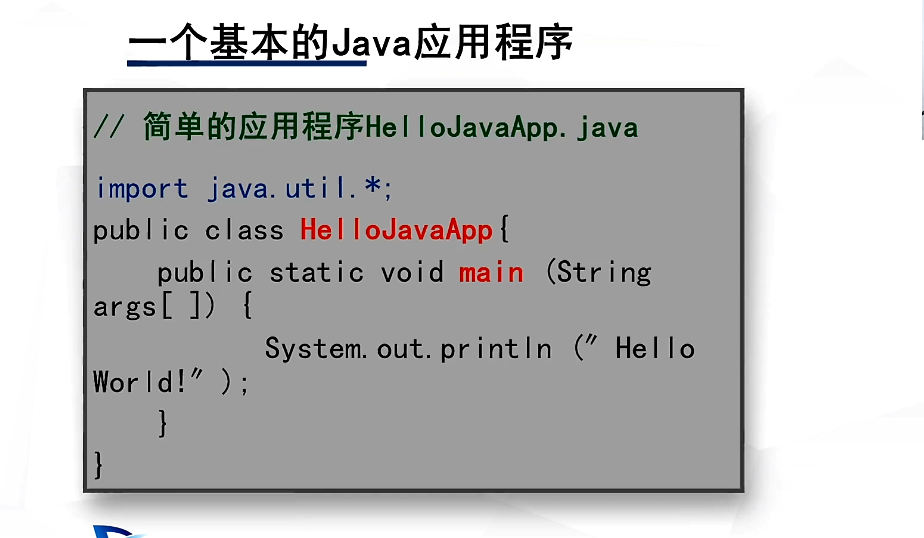 一个基本的Java应用程序
// 简单的应用程序HelloJavaApp.java
import java.util.*;
public class HelloJavaApp{
public static void main (String
args[ ]) {
System.out.println (″ Hello
World!″ );
}
}